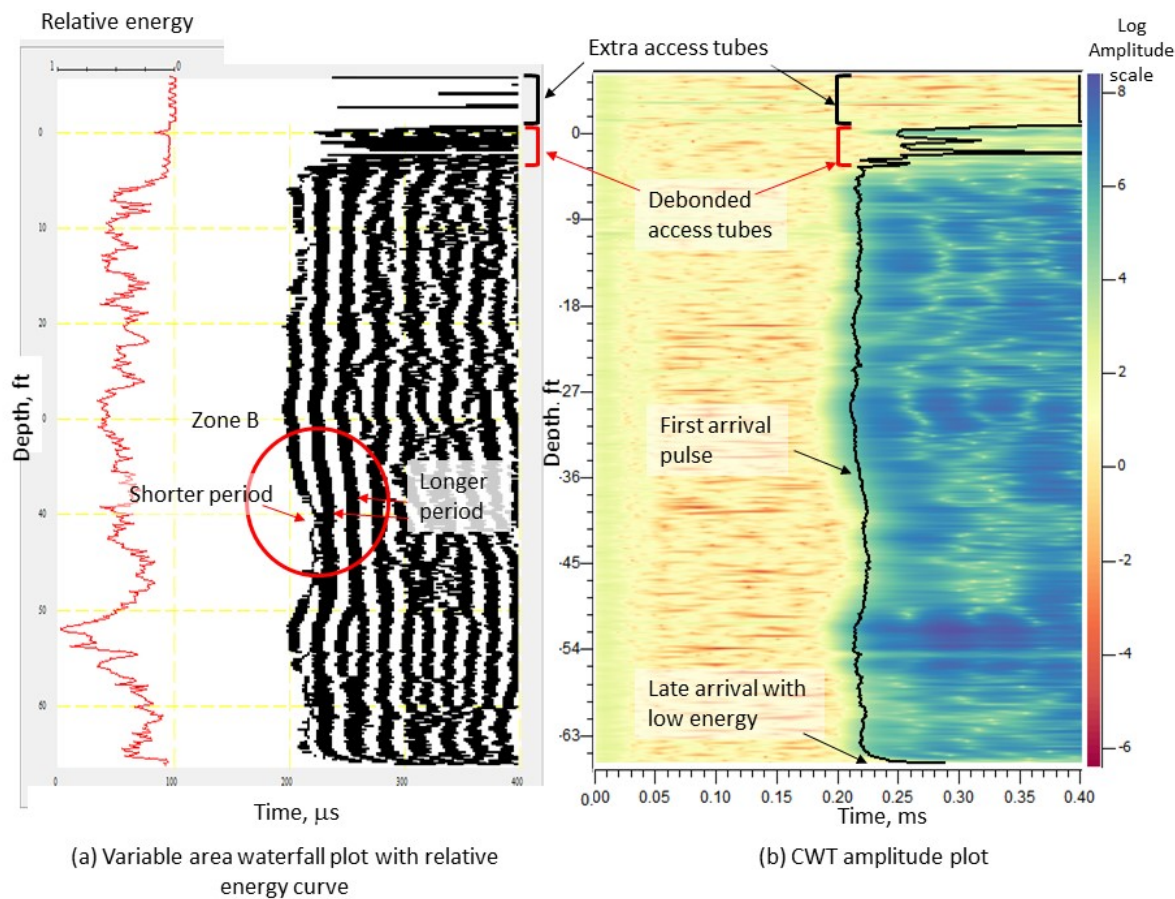 Relative energy
1
0
Depth, ft
0
10
20
30
40
50
60
Zone B
Shorter period
Longer
period
0
100
200
300
400
Time, μs
(a) Variable area waterfall plot with relative
energy curve
Extra access tubes
Debonded
access tubes
First arrival
pulse
Late arrival with
low energy
Depth, ft
0
-9
-18
-27
-36
-45
-54
-63
0.00
0.05
0.10
0.15
0.20
0.25
0.30
0.35
0.40
Time, ms
(b) CWT amplitude plot
Log
Amplitude
scale
8
6
4
2
0
-2
-4
-6